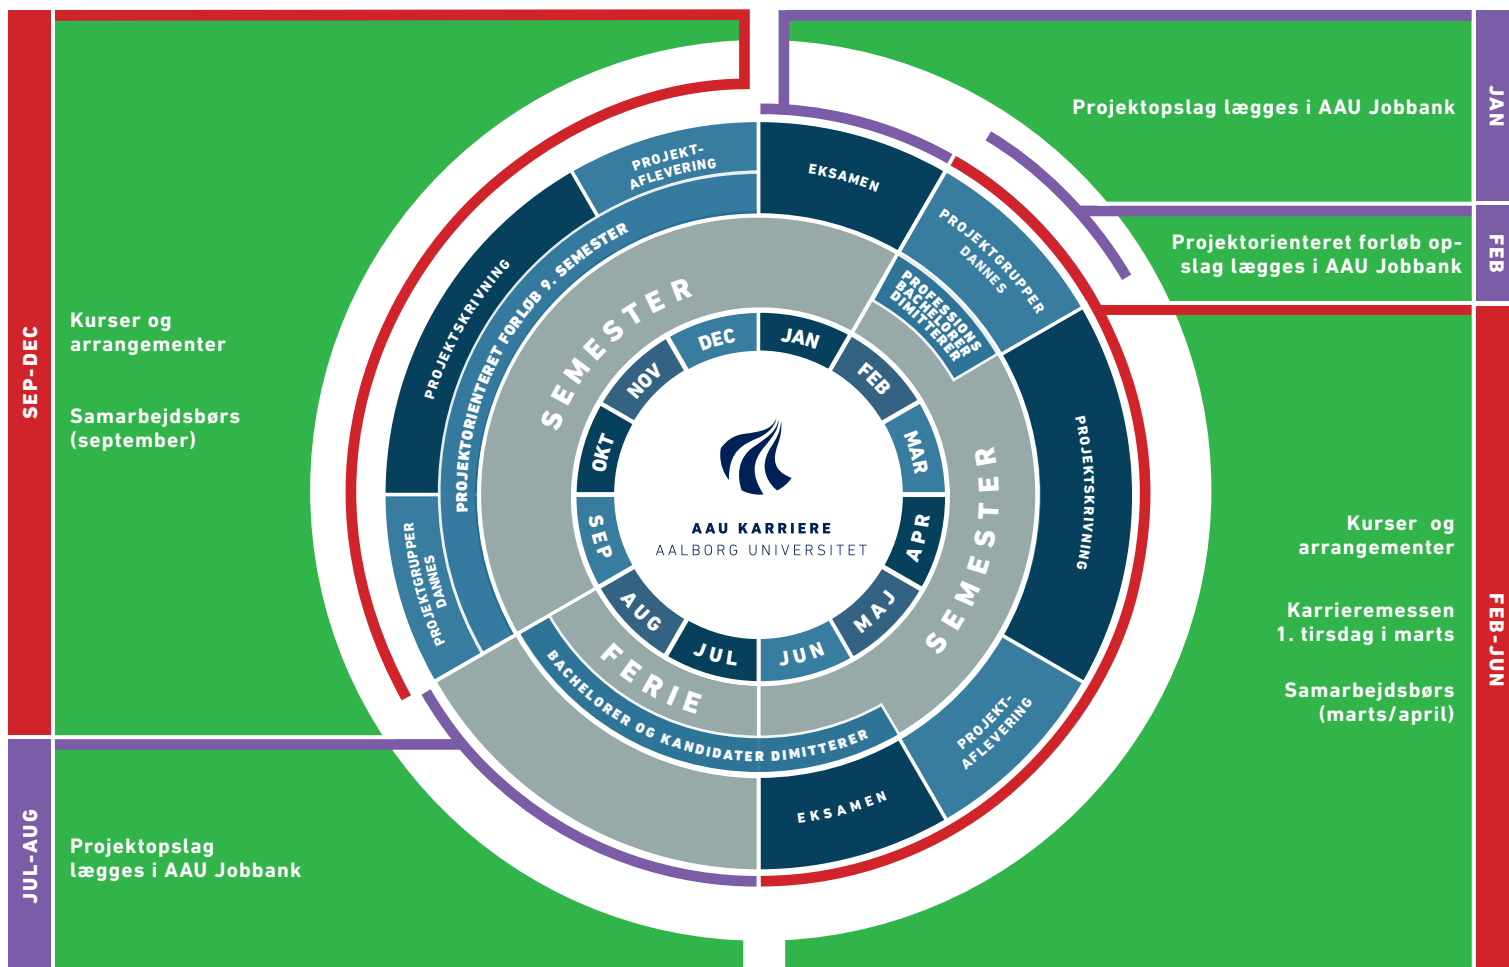 SEP-DEC
Kurser og
arrangementer
Samarbejdsbørs
(september)
JUL-AUG
Projektopslag
lægges i AAU Jobbank
JAN
Projektopslag lægges i AAU Jobbank
FEB
Projektorienteret forløb op-
slag lægges i AAU Jobbank
FEB-JUN
Kurser og
arrangementer
Karrieremessen
1. tirsdag i marts
Samarbejdsbørs
(marts/april)
EKSAMEN
PROJEKTGRUPPER
DANNES
PROFESSIONS
BACHELORER
DIMITTERER
PROJEKTSKRIVNING
PROJEKT-
AFLEVERING
EKSAMEN
BACHELORER OG KANDIDATER DIMITTERER
PROJEKTGRUPPER
DANNES
PROJEKTSKRIVNING
PROJEKT-
AFLEVERING
PROJEKTORIENTERET FORLØB 9. SEMESTER
SEMESTER
SEMESTER
FERIE
JAN
FEB
MAR
APR
MAJ
JUN
JUL
AUG
SEP
OKT
NOV
DEC
AAU KARRIERE
AALBORG UNIVERSITET